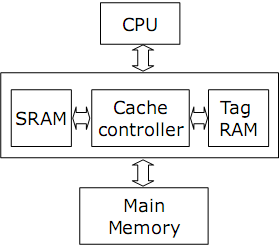 CPU
SRAM
Cache
controller
Tag
RAM
Main
Memory